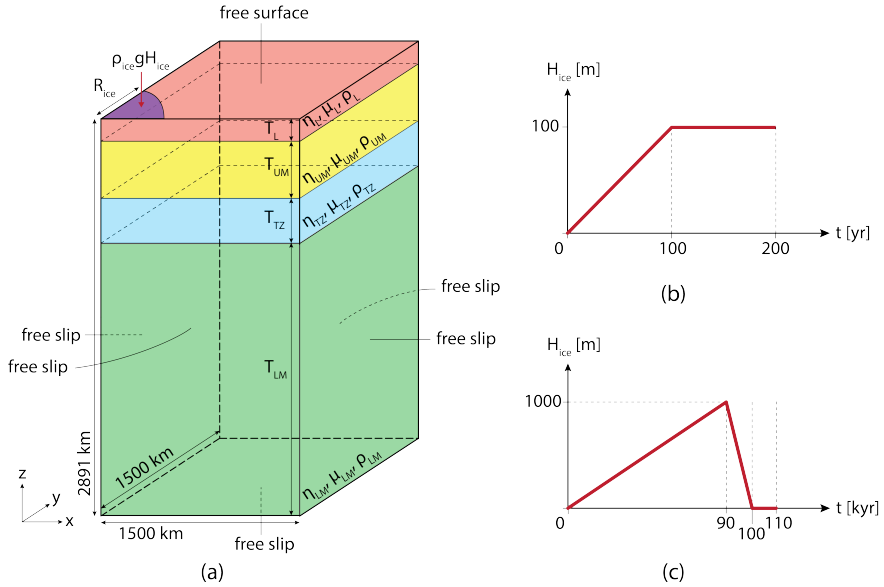 free surface
ρicegHice
Rice
TL
ηL, μL, ρL
TUM
ηUM, μUM, ρUM
TTZ
ηTZ, μTZ, ρTZ
free slip
free slip
free slip
free slip
TLM
2891 km
1500 km
ηLM, μLM, ρLM
z
y
x
1500 km
free slip
(a)
Hice [m]
100
0
100
200
t [yr]
(b)
Hice [m]
1000
0
90
100
110
t [kyr]
(c)